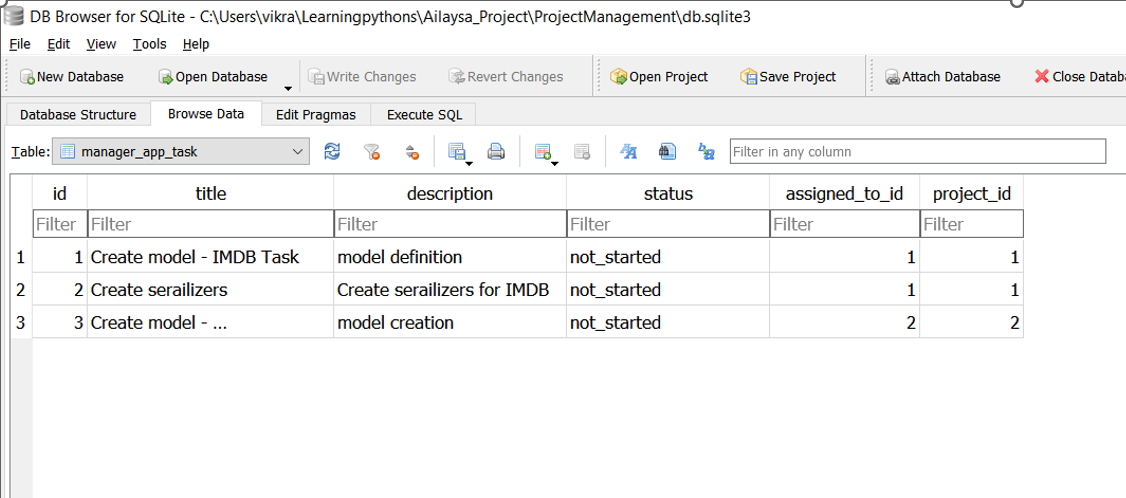 DB Browser for SQLite - C:\Users\vikra\Learningpythons\Ailaysa_Project\ProjectManagement\db.sqlite3
File Edit View Tools Help
New Database Open Database Write Changes Revert Changes Open Project Save Project Attach Database Close Datab
Database Structure Browse Data Edit Pragmas Execute SQL
Table: manager_app_task Filter in any column
id title description status assigned_to_id project_id
Filter Filter Filter Filter Filter Filter
1 1 Create model - IMDB Task model definition not_started 1 1
2 2 Create serailizers Create serailizers for IMDB not_started 1 1
3 3 Create model - ... model creation not_started 2 2